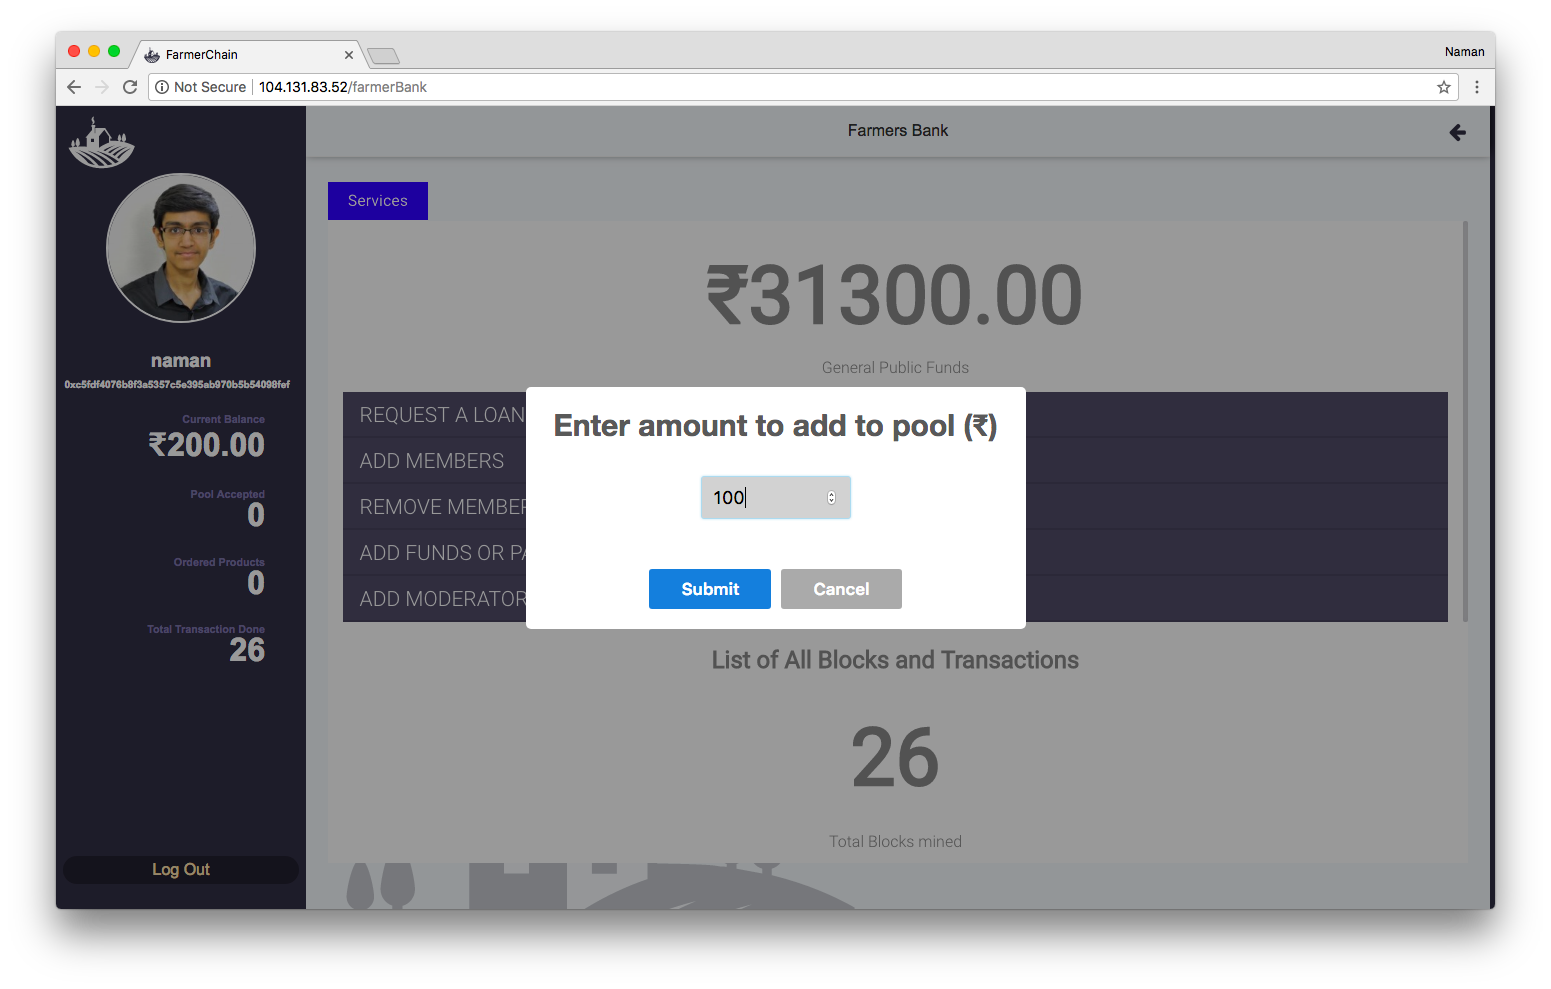 FarmerChain
Naman
Not Secure
104.131.83.52/farmerBank
naman
0xc5fdf4076b8f3a5357c5e395ab970b5b54098fef
Current Balance
₹200.00
Pool Accepted
0
Ordered Products
0
Total Transaction Done
26
Log Out
Farmers Bank
Services
₹31300.00
General Public Funds
REQUEST A LOAN
ADD MEMBERS
REMOVE MEMBER
ADD FUNDS OR PA
ADD MODERATOR
Enter amount to add to pool (₹)
100
Submit Cancel
List of All Blocks and Transactions
26
Total Blocks mined